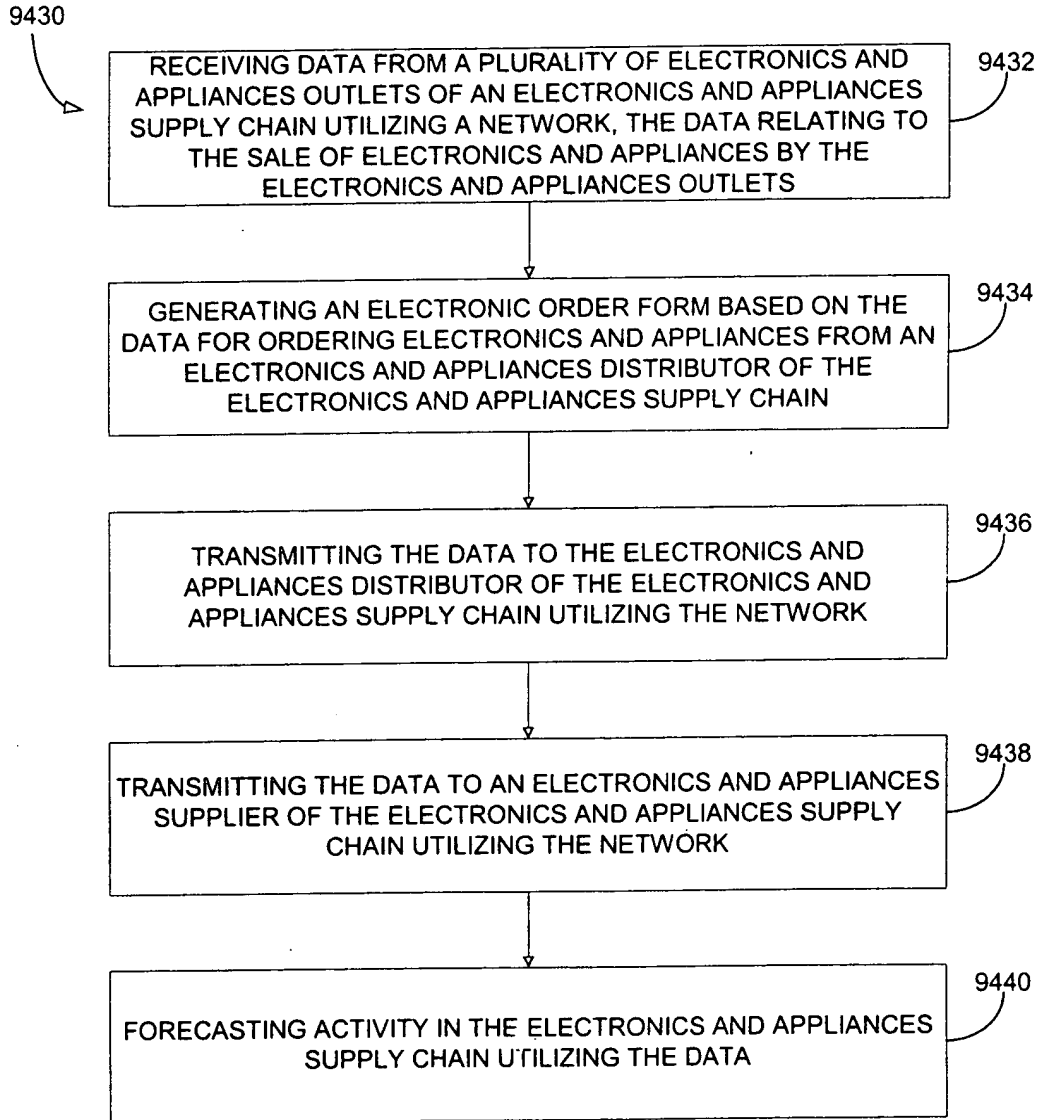 9430
RECEIVING DATA FROM A PLURALITY OF ELECTRONICS AND
APPLIANCES OUTLETS OF AN ELECTRONICS AND APPLIANCES
SUPPLY CHAIN UTILIZING A NETWORK, THE DATA RELATING TO
THE SALE OF ELECTRONICS AND APPLIANCES BY THE
ELECTRONICS AND APPLIANCES OUTLETS
9432
GENERATING AN ELECTRONIC ORDER FORM BASED ON THE
DATA FOR ORDERING ELECTRONICS AND APPLIANCES FROM AN
ELECTRONICS AND APPLIANCES DISTRIBUTOR OF THE
ELECTRONICS AND APPLIANCES SUPPLY CHAIN
9434
TRANSMITTING THE DATA TO THE ELECTRONICS AND
APPLIANCES DISTRIBUTOR OF THE ELECTRONICS AND
APPLIANCES SUPPLY CHAIN UTILIZING THE NETWORK
9436
TRANSMITTING THE DATA TO AN ELECTRONICS AND APPLIANCES
SUPPLIER OF THE ELECTRONICS AND APPLIANCES SUPPLY
CHAIN UTILIZING THE NETWORK
9438
FORECASTING ACTIVITY IN THE ELECTRONICS AND APPLIANCES
SUPPLY CHAIN UTILIZING THE DATA
9440